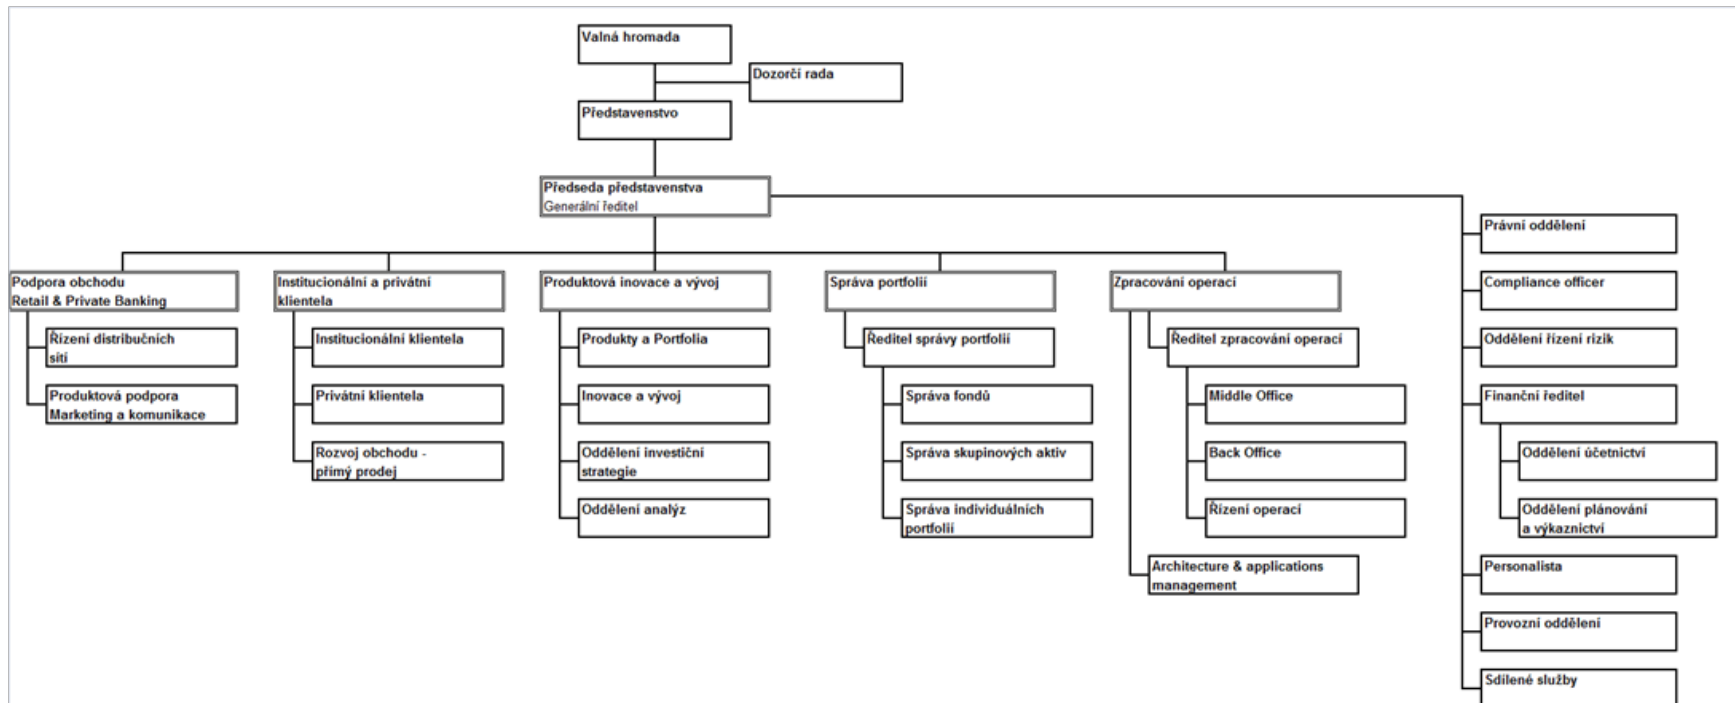 Valná hromada
Dozorčí rada
Představenstvo
Předseda představenstva
Generální ředitel
Podpora obchodu
Retail & Private Banking
Řízení distribučních
sítí
Produktová podpora
Marketing a komunikace
Institucionální a privátní
klientela
Institucionální klientela
Privátní klientela
Rozvoj obchodu -
přímý prodej
Produktová inovace a vývoj
Produkty a Portfolia
Inovace a vývoj
Oddělení investiční
strategie
Oddělení analýz
Správa portfolií
Ředitel správy portfolií
Správa fondů
Správa skupinových aktiv
Správa individuálních
portfolií
Zpracování operací
Ředitel zpracování operací
Middle Office
Back Office
Řízení operací
Architecture & applications
management
Právní oddělení
Compliance officer
Oddělení řízení rizik
Finanční ředitel
Oddělení účetnictví
Oddělení plánování
a výkaznictví
Personalista
Provozní oddělení
Sdílené služby